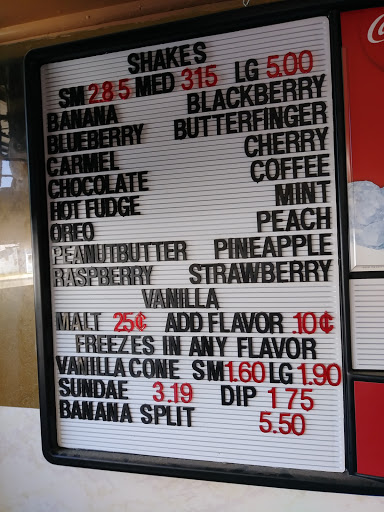 SHAKES
SM 2.85 MED 315 LG 5.00
BANANA BLACKBERRY
BLUEBERRY BUTTERFINGER
CARMEL CHERRY
CHOCOLATE COFFEE
HOT FUDGE MINT
OREO PEACH
PEANUTBUTTER PINEAPPLE
RASPBERRY STRAWBERRY
VANILLA
MALT 25¢ ADD FLAVOR .10¢
FREEZES IN ANY FLAVOR
VANILLA CONE SM 1.60 LG 1.90
SUNDAE 3.19 DIP 1.75
BANANA SPLIT 5.50